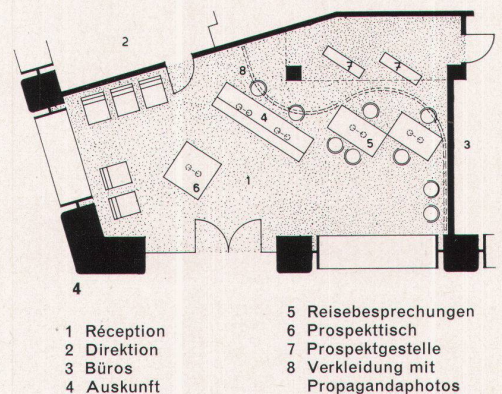 2
8
7
7
4
5
3
6
1
4
1 Réception
2 Direktion
3 Büros
4 Auskunft
5 Reisebesprechungen
6 Prospekttisch
7 Prospektgestelle
8 Verkleidung mit
Propagandaphotos